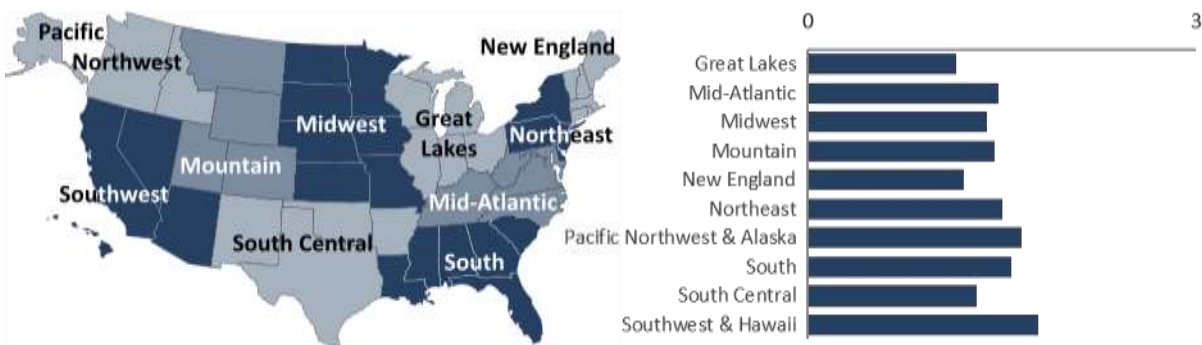 Pacific
Northwest
New England
Midwest
Great
Lakes
Northeast
Mountain
Southwest
Mid-Atlantic
South Central
South
0 3
Great Lakes
Mid-Atlantic
Midwest
Mountain
New England
Northeast
Pacific Northwest & Alaska
South
South Central
Southwest & Hawaii